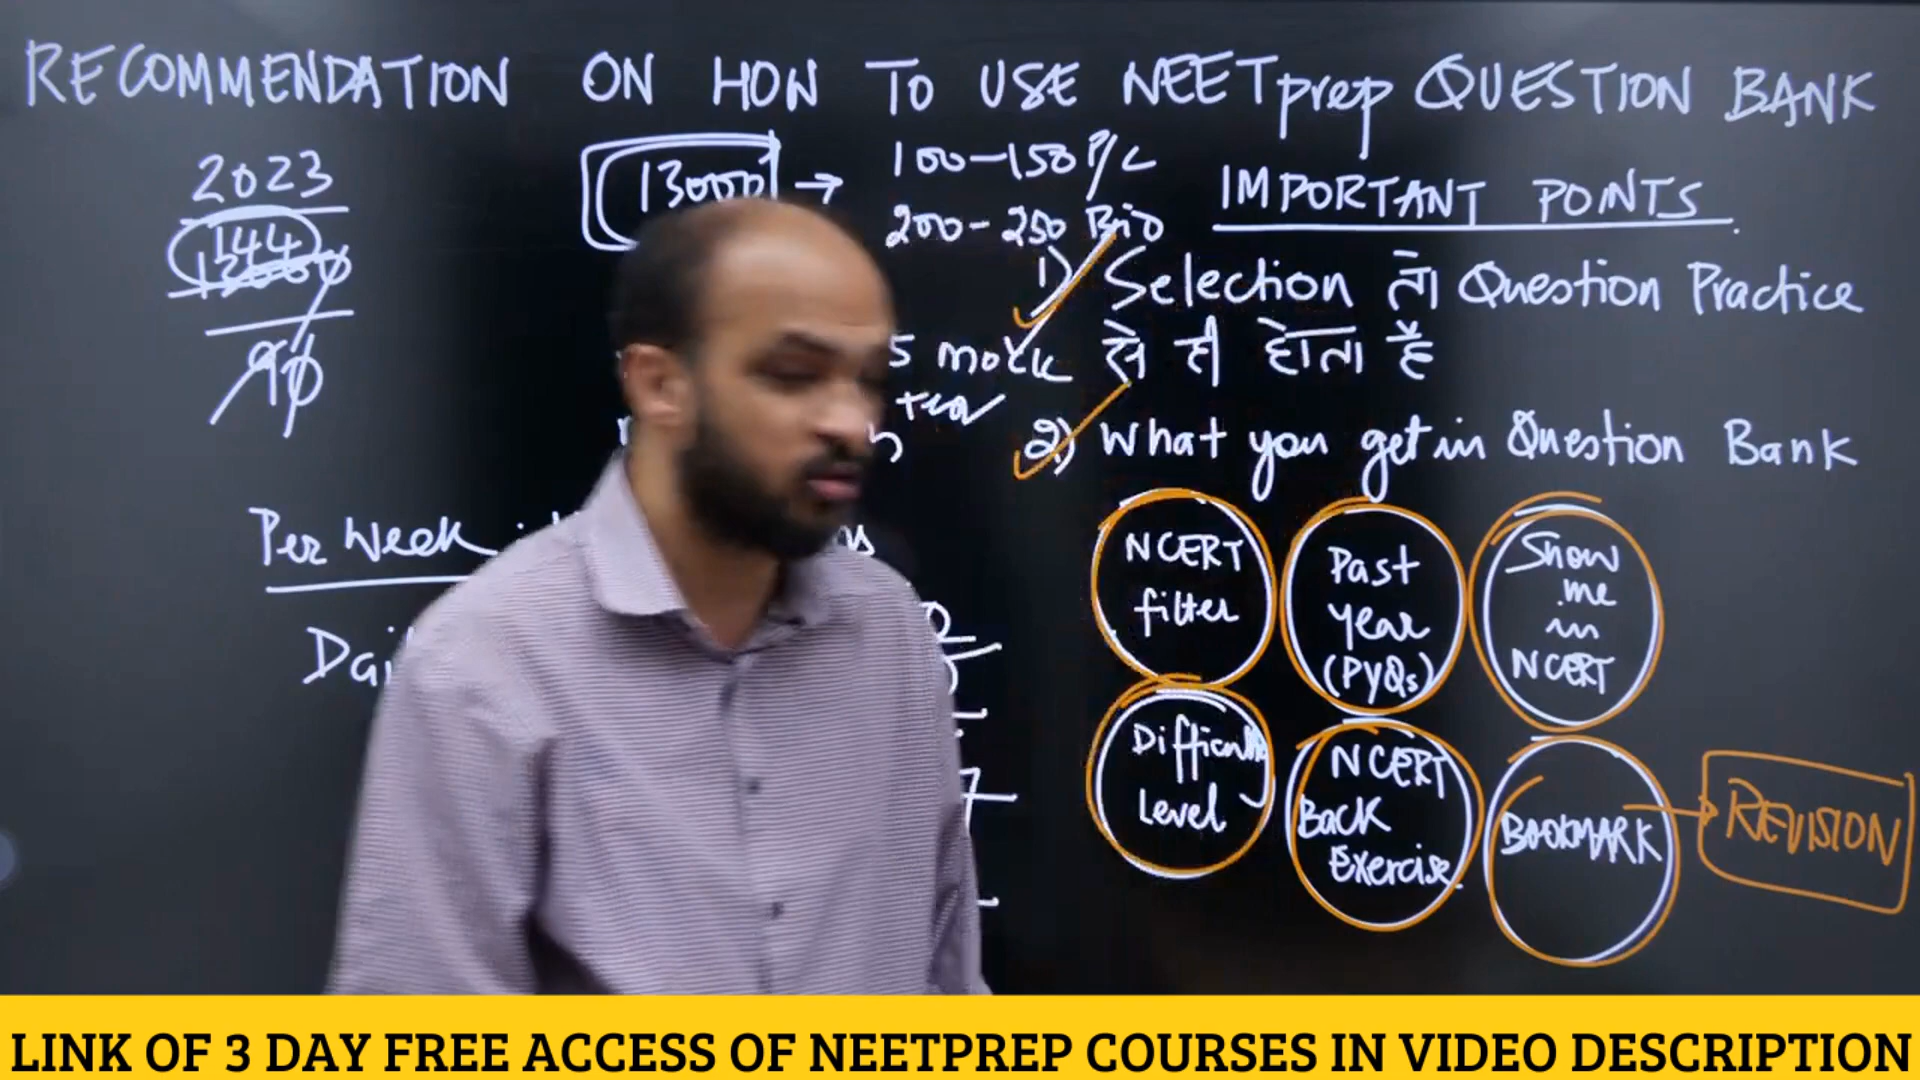 RECOMMENDATION ON HOW TO USE NEETprep QUESTION BANK
2023
144
90
13000 →
100-150 P/C
200-250 Bio
5 mock
Per Week
IMPORTANT POINTS
1) Selection तो Question Practice
से ही होता है
2) What you get in Question Bank
NCERT
filter
Past
year
(PYQs)
Show
me
in
NCERT
Difficulty
Level
NCERT
Back
Exercise
BOOKMARK → REVISION
LINK OF 3 DAY FREE ACCESS OF NEETPREP COURSES IN VIDEO DESCRIPTION